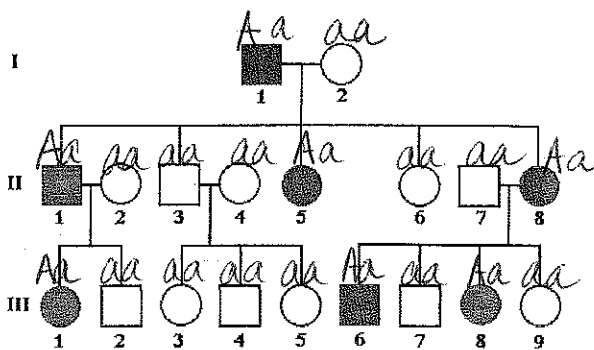 Aa aa
I
1 2
Aa aa aa aa Aa aa aa Aa
II
1 2 3 4 5 6 7 8
Aa aa aa aa aa Aa aa Aa aa
III
1 2 3 4 5 6 7 8 9